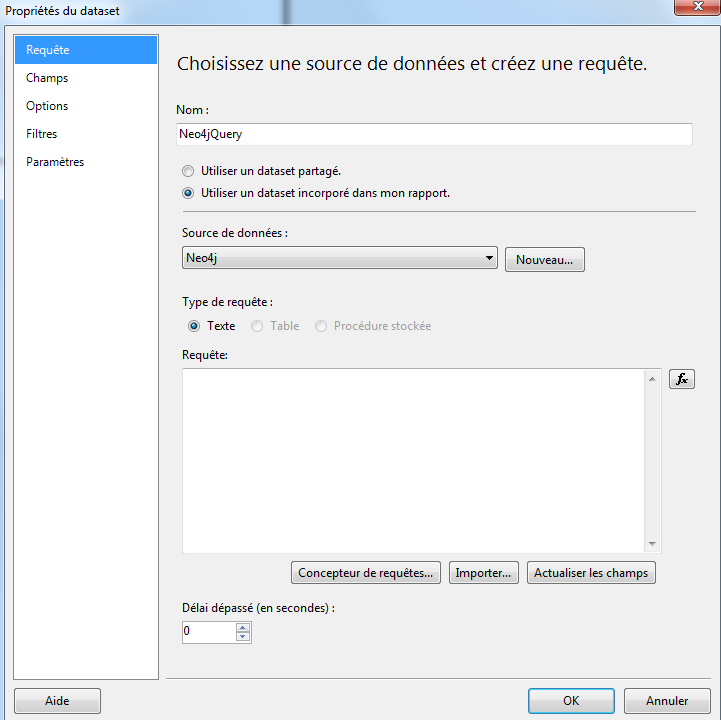 Propriétés du dataset
Requête
Champs
Options
Filtres
Paramètres
Choisissez une source de données et créez une requête.
Nom :
Neo4jQuery
Utiliser un dataset partagé.
Utiliser un dataset incorporé dans mon rapport.
Source de données :
Neo4j
Nouveau...
Type de requête :
Texte Table Procédure stockée
Requête:
fx
Concepteur de requêtes... Importer... Actualiser les champs
Délai dépassé (en secondes) :
0
Aide OK Annuler